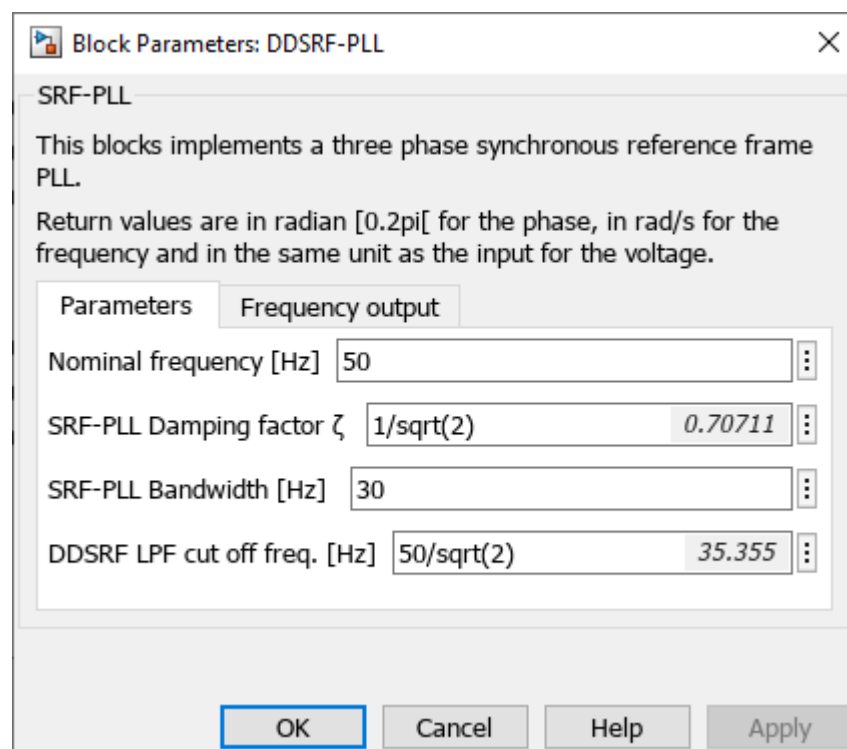 Block Parameters: DDSRF-PLL
SRF-PLL
This blocks implements a three phase synchronous reference frame
PLL.
Return values are in radian [0.2pi[ for the phase, in rad/s for the
frequency and in the same unit as the input for the voltage.
Parameters Frequency output
Nominal frequency [Hz] 50
SRF-PLL Damping factor ζ 1/sqrt(2) 0.70711
SRF-PLL Bandwidth [Hz] 30
DDSRF LPF cut off freq. [Hz] 50/sqrt(2) 35.355
OK Cancel Help Apply